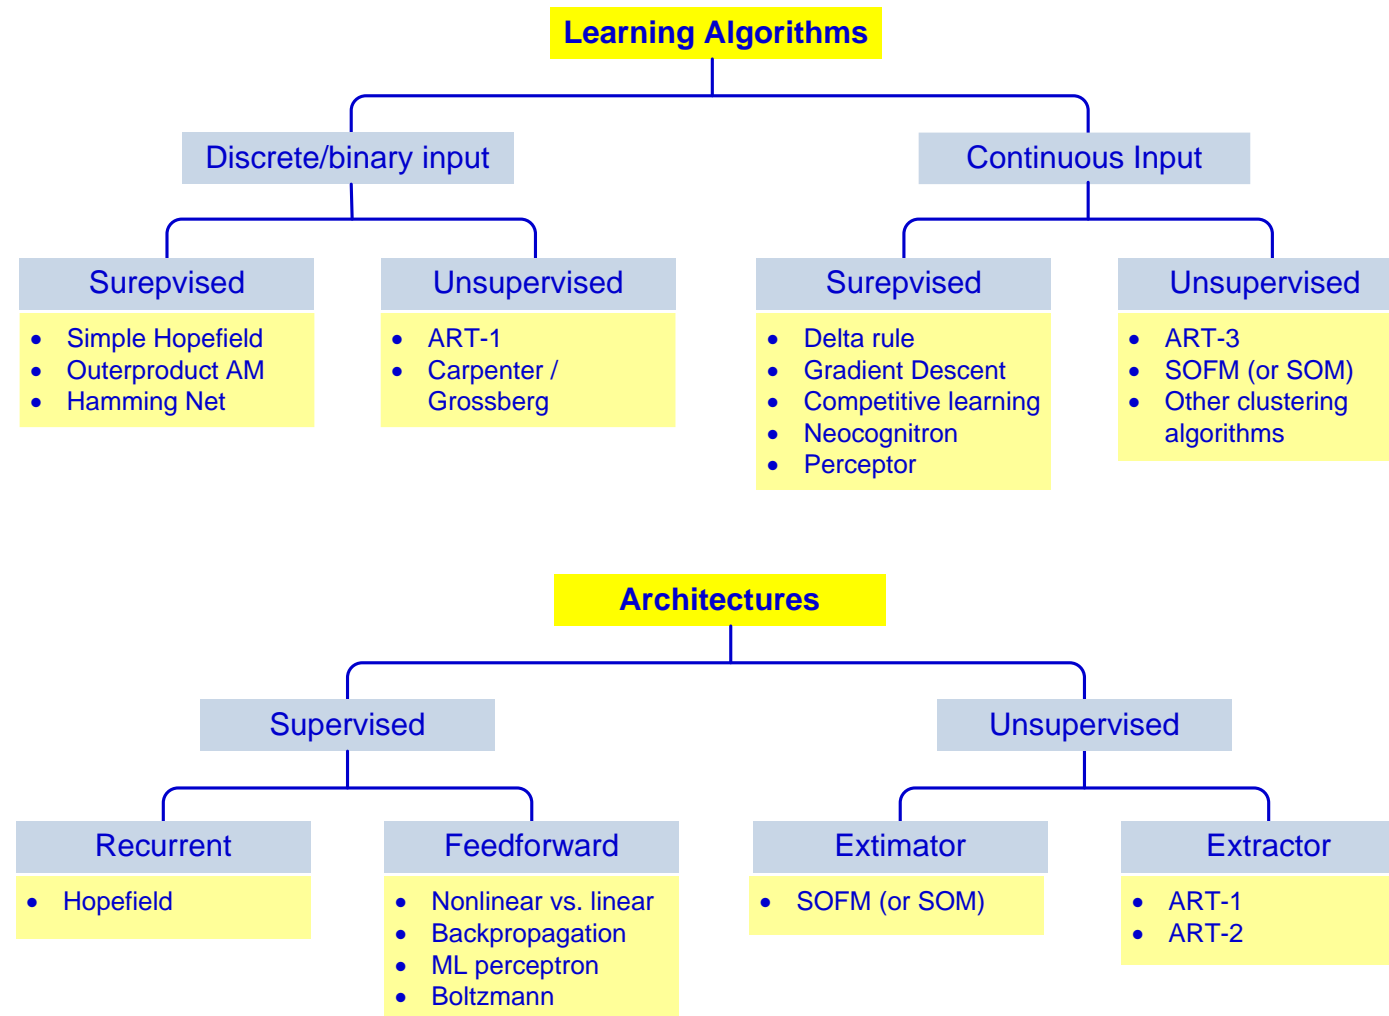 Learning Algorithms
Discrete/binary input
Continuous Input
Surepvised
Unsupervised
Surepvised
Unsupervised
• Simple Hopefield
• Outerproduct AM
• Hamming Net
• ART-1
• Carpenter /
Grossberg
• Delta rule
• Gradient Descent
• Competitive learning
• Neocognitron
• Perceptor
• ART-3
• SOFM (or SOM)
• Other clustering
algorithms
Architectures
Supervised
Unsupervised
Recurrent
Feedforward
Extimator
Extractor
• Hopefield
• Nonlinear vs. linear
• Backpropagation
• ML perceptron
• Boltzmann
• SOFM (or SOM)
• ART-1
• ART-2